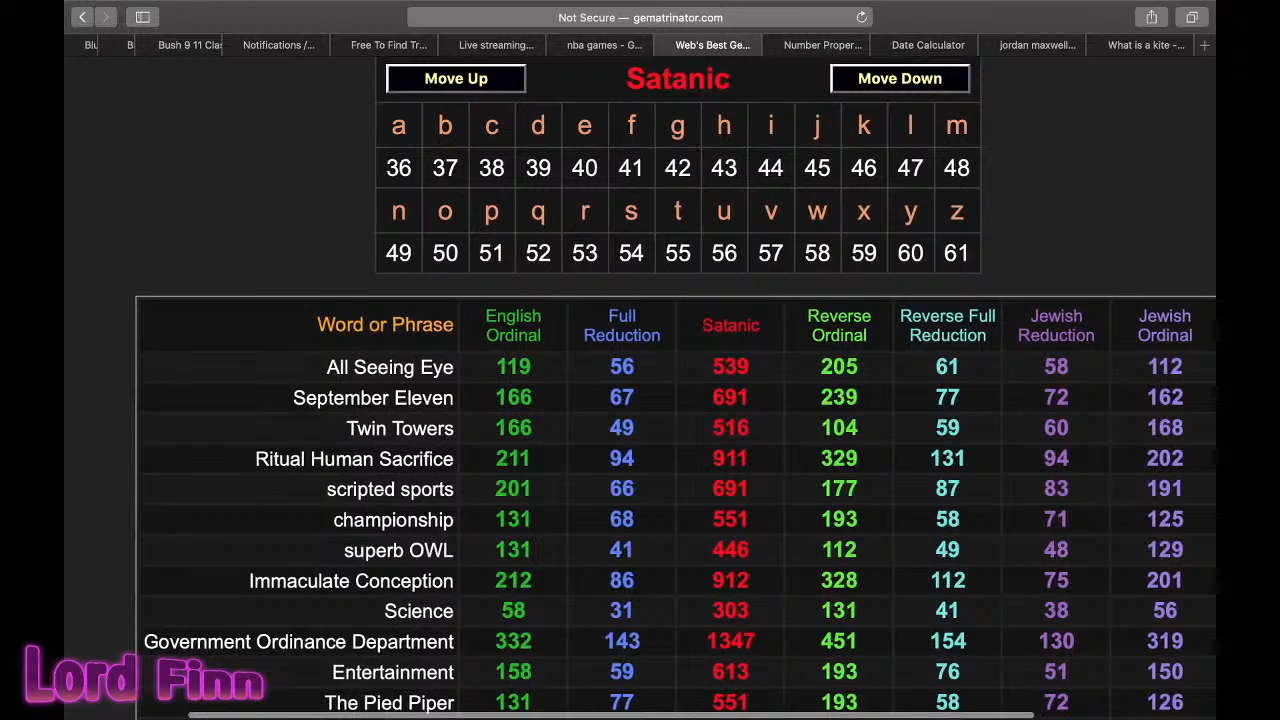 Not Secure — gematrinator.com
Blu B Bush 9 11 Clas Notifications /... Free To Find Tr... Live streaming... nba games - G... Web's Best Ge... Number Proper... Date Calculator jordan maxwell... What is a kite -...
Move Up Satanic Move Down
a b c d e f g h i j k l m
36 37 38 39 40 41 42 43 44 45 46 47 48
n o p q r s t u v w x y z
49 50 51 52 53 54 55 56 57 58 59 60 61
Word or Phrase English Ordinal Full Reduction Satanic Reverse Ordinal Reverse Full Reduction Jewish Reduction Jewish Ordinal
All Seeing Eye 119 56 539 205 61 58 112
September Eleven 166 67 691 239 77 72 162
Twin Towers 166 49 516 104 59 60 168
Ritual Human Sacrifice 211 94 911 329 131 94 202
scripted sports 201 66 691 177 87 83 191
championship 131 68 551 193 58 71 125
superb OWL 131 41 446 112 49 48 129
Immaculate Conception 212 86 912 328 112 75 201
Science 58 31 303 131 41 38 56
Government Ordinance Department 332 143 1347 451 154 130 319
Entertainment 158 59 613 193 76 51 150
The Pied Piper 131 77 551 193 58 72 126
Lord Finn